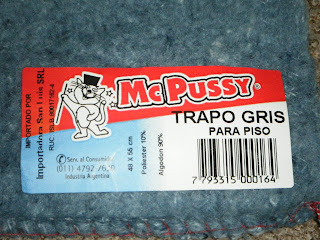 IMPORTADO POR
Importadora San Luis SRL
McPussy®
TRAPO GRIS
PARA PISO
Serv. al Consumidor
Industria Argentina
48 X 55 cm
Poliester 10%
Algodon 90%
7 793315 000164